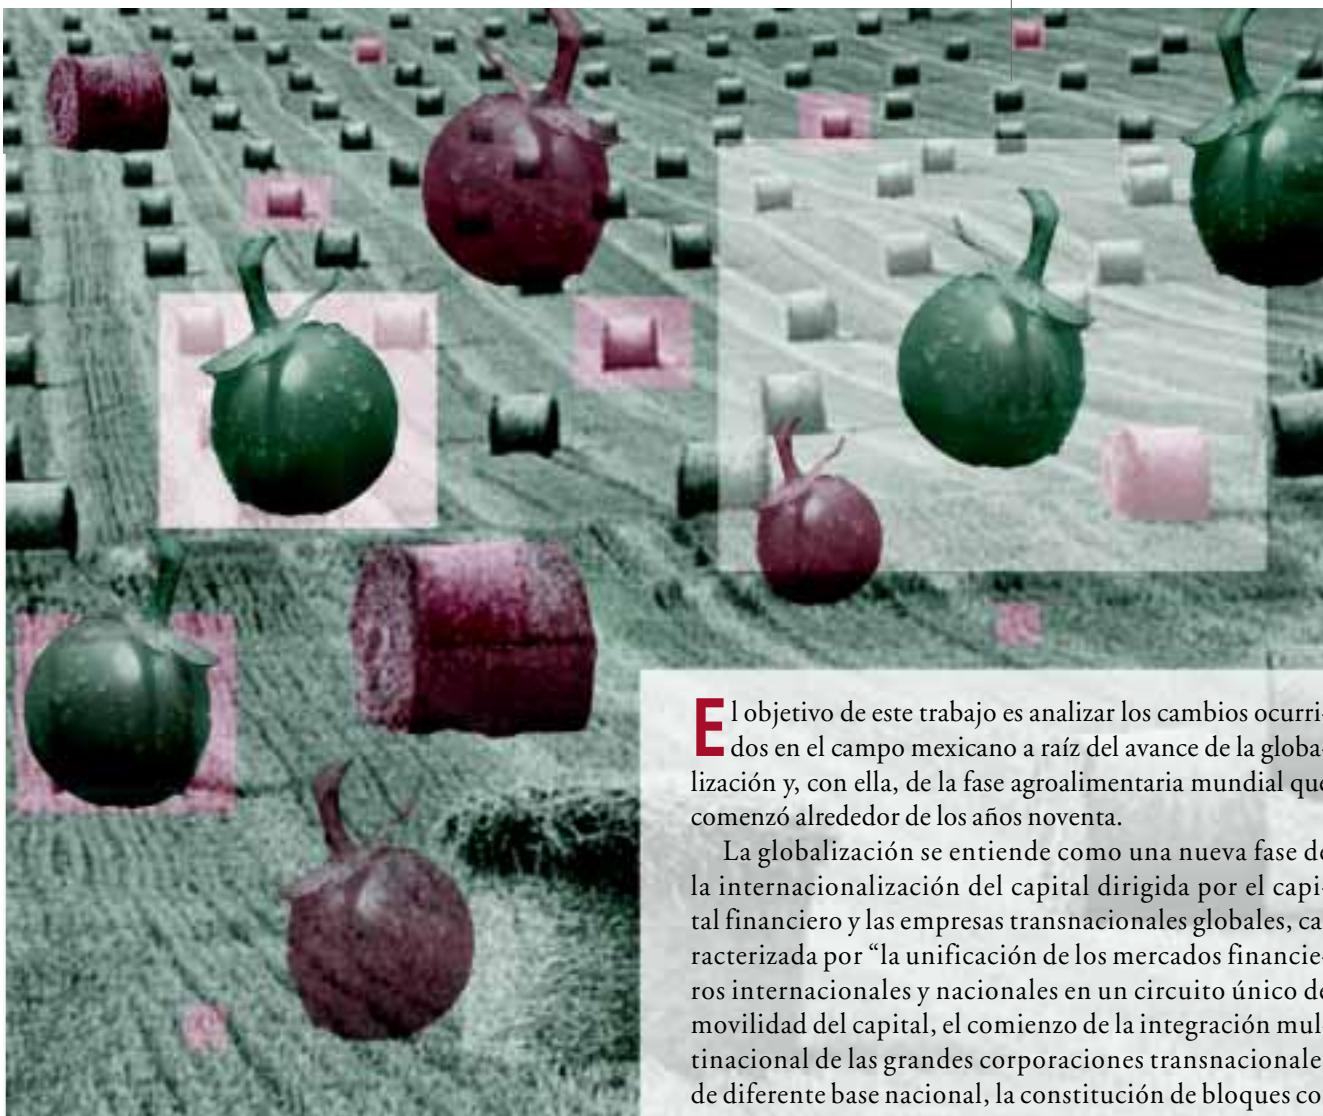 El objetivo de este trabajo es analizar los cambios ocurri-
dos en el campo mexicano a raíz del avance de la globa-
lización y, con ella, de la fase agroalimentaria mundial que
comenzó alrededor de los años noventa.
La globalización se entiende como una nueva fase de
la internacionalización del capital dirigida por el capi-
tal financiero y las empresas transnacionales globales, ca-
racterizada por “la unificación de los mercados financie-
ros internacionales y nacionales en un circuito único de
movilidad del capital, el comienzo de la integración mul-
tinacional de las grandes corporaciones transnacionales
de diferente base nacional, la constitución de bloques co-